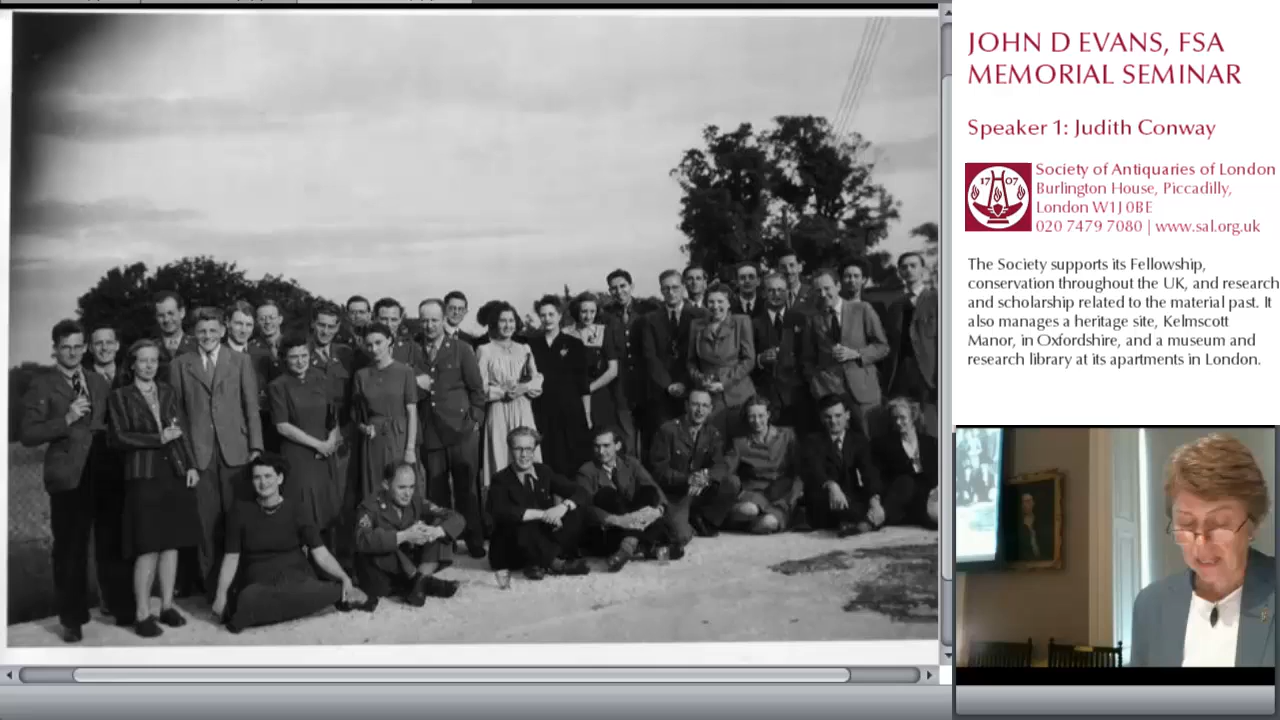 JOHN D EVANS, FSA
MEMORIAL SEMINAR
Speaker 1: Judith Conway
17 07
Society of Antiquaries of London
Burlington House, Piccadilly,
London W1J 0BE
020 7479 7080 | www.sal.org.uk
The Society supports its Fellowship,
conservation throughout the UK, and research
and scholarship related to the material past. It
also manages a heritage site, Kelmscott
Manor, in Oxfordshire, and a museum and
research library at its apartments in London.